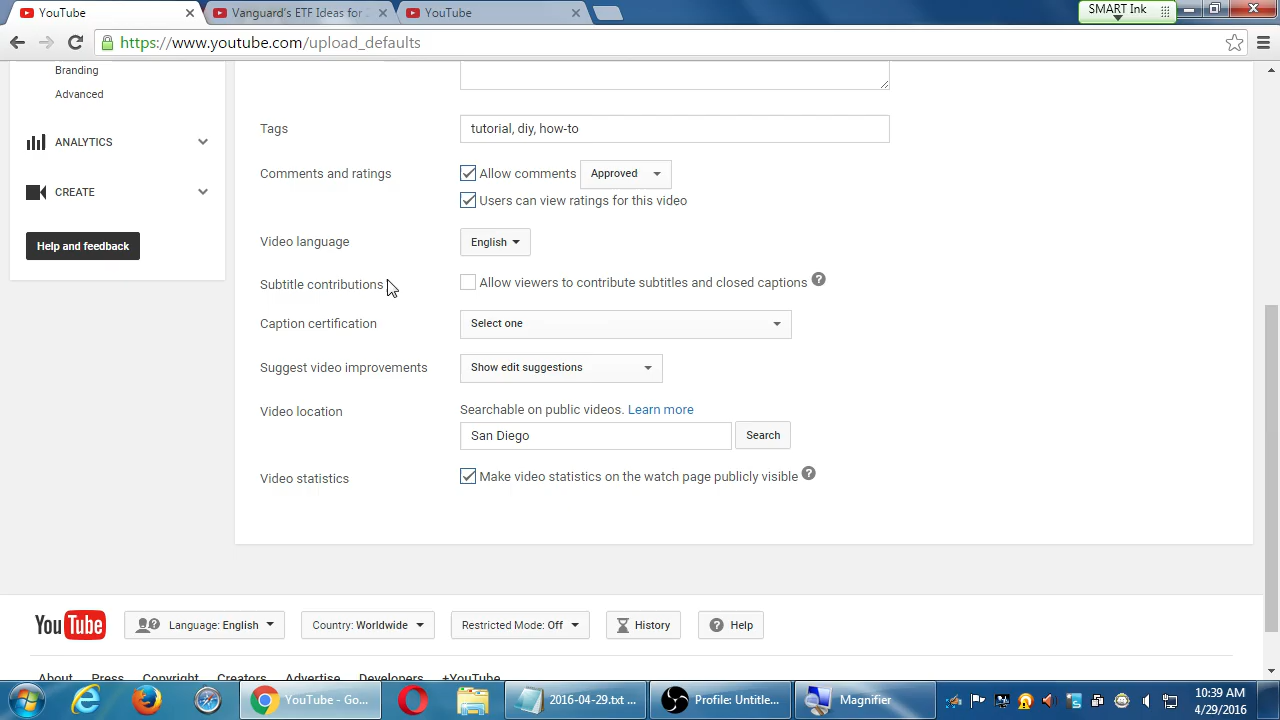 YouTube
Vanguard's ETF Ideas for
YouTube
SMART Ink
https://www.youtube.com/upload_defaults
Branding
Advanced
ANALYTICS
CREATE
Help and feedback
Tags
tutorial, diy, how-to
Comments and ratings
Allow comments
Approved
Users can view ratings for this video
Video language
English
Subtitle contributions
Allow viewers to contribute subtitles and closed captions
Caption certification
Select one
Suggest video improvements
Show edit suggestions
Video location
Searchable on public videos. Learn more
San Diego
Search
Video statistics
Make video statistics on the watch page publicly visible
YouTube
Language: English
Country: Worldwide
Restricted Mode: Off
History
Help
About Press Copyright Creators Advertise Developers +YouTube
YouTube - Go...
2016-04-29.txt ...
Profile: Untitle...
Magnifier
10:39 AM
4/29/2016